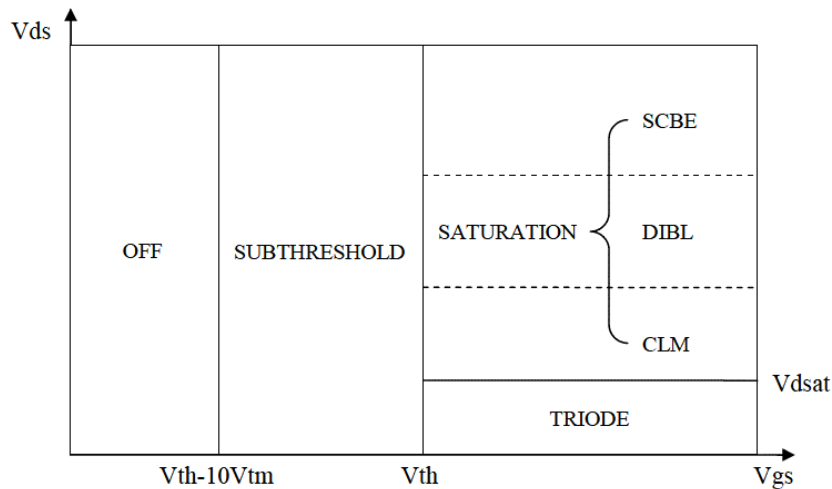 Vds
SCBE
OFF
SUBTHRESHOLD
SATURATION
DIBL
CLM
Vdsat
TRIODE
Vth-10Vtm
Vth
Vgs